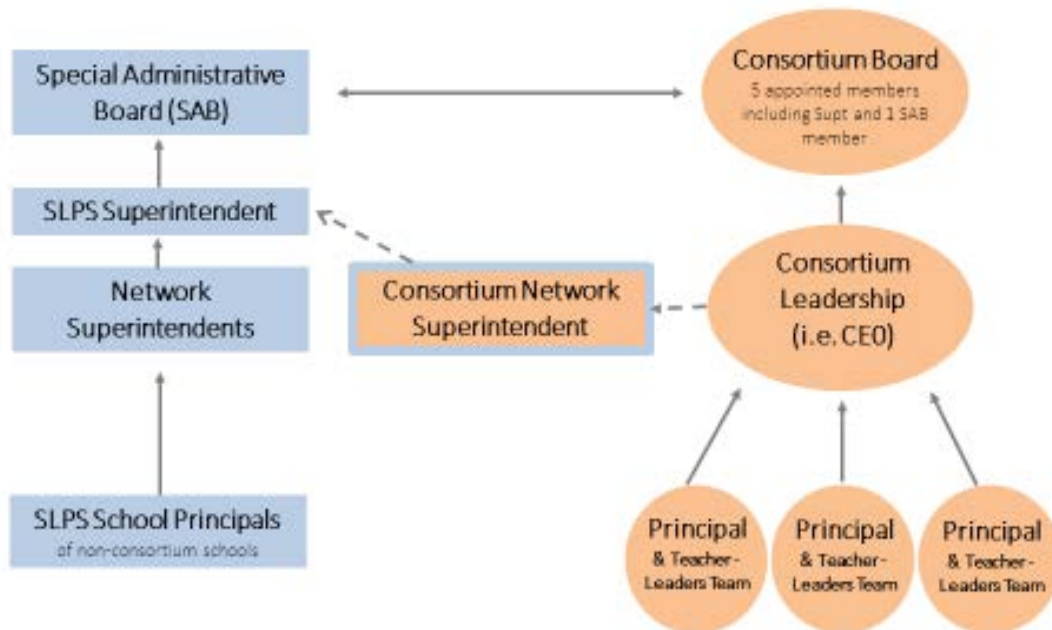 Special Administrative
Board (SAB)
Consortium Board
5 appointed members
including Supt and 1 SAB
member
SLPS Superintendent
Network
Superintendents
Consortium Network
Superintendent
Consortium
Leadership
(i.e. CEO)
SLPS School Principals
of non-consortium schools
Principal
& Teacher-
Leaders Team
Principal
& Teacher-
Leaders Team
Principal
& Teacher-
Leaders Team